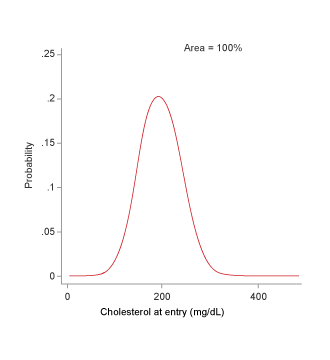 Area = 100%
.25
.2
.15
.1
.05
0
Probability
0 200 400
Cholesterol at entry (mg/dL)